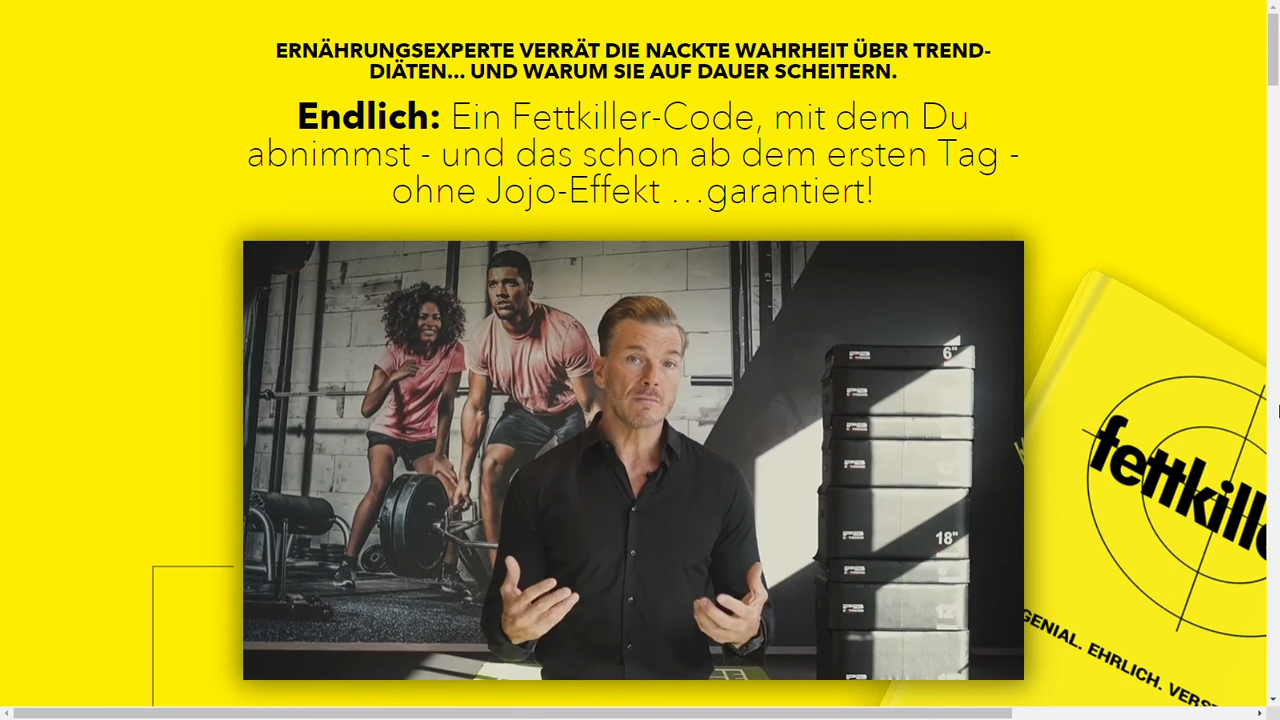 ERNÄHRUNGSEXPERTE VERRÄT DIE NACKTE WAHRHEIT ÜBER TREND-
DIÄTEN... UND WARUM SIE AUF DAUER SCHEITERN.
Endlich: Ein Fettkiller-Code, mit dem Du
abnimmst - und das schon ab dem ersten Tag -
ohne Jojo-Effekt …garantiert!
6"
18"
12
fettkille
GENIAL. EHRLICH. VERS